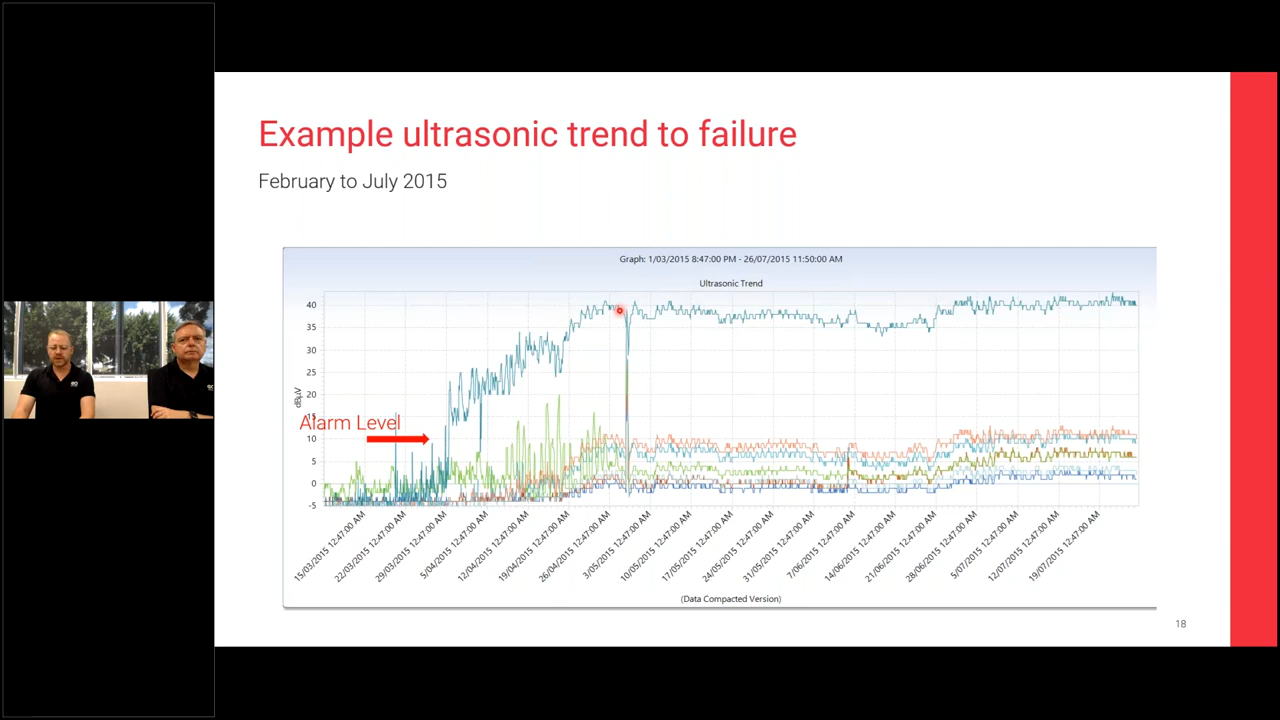 Example ultrasonic trend to failure
February to July 2015
Graph: 1/03/2015 8:47:00 PM - 26/07/2015 11:50:00 AM
Ultrasonic Trend
40
35
30
25
20
15
10
5
0
-5
dBµV
Alarm Level
15/03/2015 12:47:00 AM
22/03/2015 12:47:00 AM
29/03/2015 12:47:00 AM
5/04/2015 12:47:00 AM
12/04/2015 12:47:00 AM
19/04/2015 12:47:00 AM
26/04/2015 12:47:00 AM
3/05/2015 12:47:00 AM
10/05/2015 12:47:00 AM
17/05/2015 12:47:00 AM
24/05/2015 12:47:00 AM
31/05/2015 12:47:00 AM
7/06/2015 12:47:00 AM
14/06/2015 12:47:00 AM
21/06/2015 12:47:00 AM
28/06/2015 12:47:00 AM
5/07/2015 12:47:00 AM
12/07/2015 12:47:00 AM
19/07/2015 12:47:00 AM
(Data Compacted Version)
18